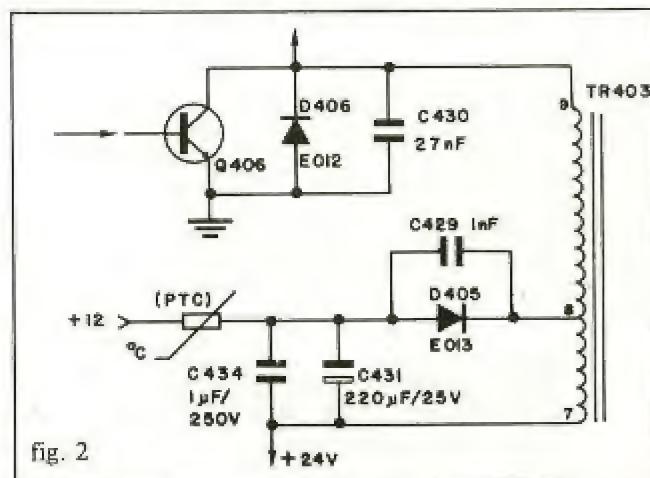 D406
C430
TR403
9
27nF
E012
Q406
C429 1nF
D405
(PTC)
+12
8
E013
°C
C434
C431
1µF/
220µF/25V
250V
7
+24V
fig. 2